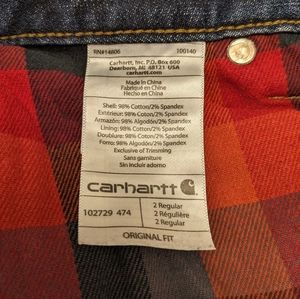 RN#14806 100140
Carhartt, Inc. P.O. Box 600
Dearborn, MI 48121 USA
carhartt.com
Made in China
Fabriqué en Chine
Hecho en China
Shell: 98% Cotton/2% Spandex
Extérieur: 98% Coton/2% Spandex
Armazón: 98% Algodón/2% Spandex
Lining: 98% Cotton/2% Spandex
Doublure: 98% Coton/2% Spandex
Forro: 98% Algodón/2% Spandex
Exclusive of Trimming
Sans garniture
Sin incluir el adorno
carhartt
102729 474
2 Regular
2 Régulière
2 Regular
ORIGINAL FIT